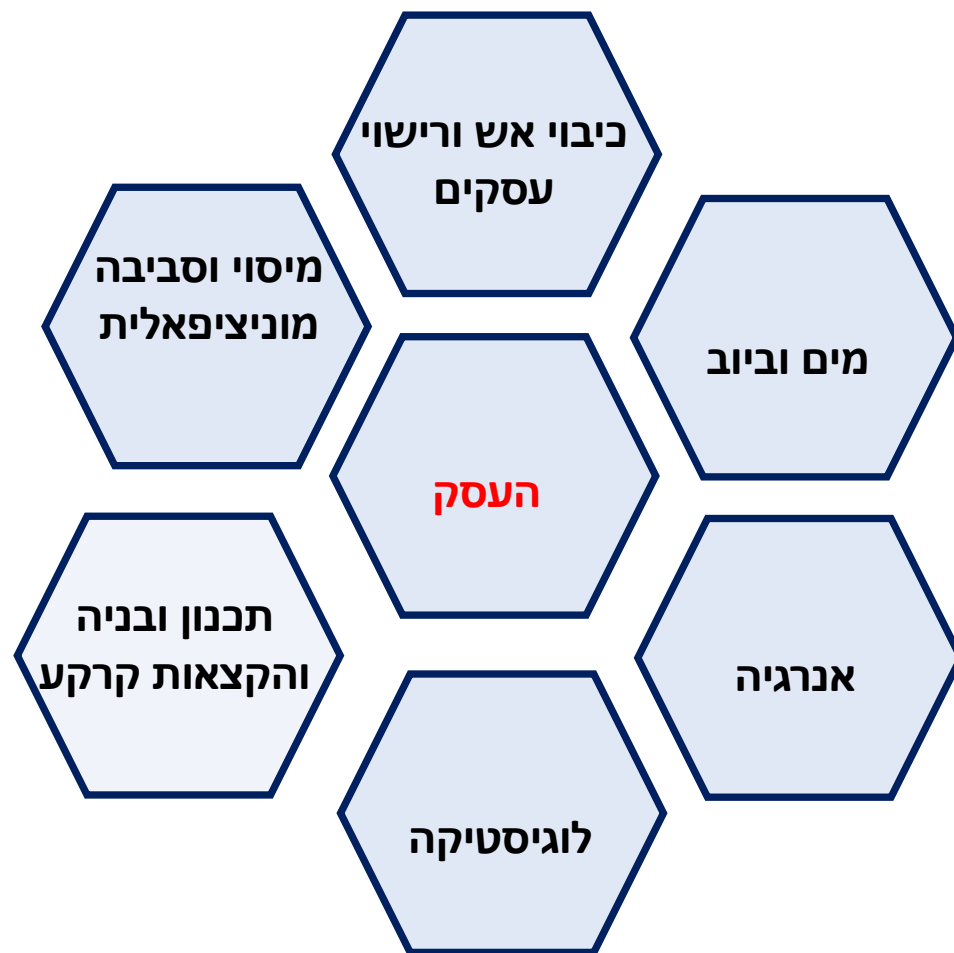 כיבוי אש ורישוי
עסקים
מים וביוב
אנרגיה
לוגיסטיקה
תכנון ובניה
והקצאות קרקע
מיסוי וסביבה
מוניציפאלית
העסק